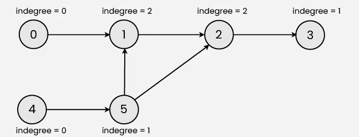 indegree = 0 indegree = 2 indegree = 2 indegree = 1
0 1 2 3
4 5
indegree = 0 indegree = 1